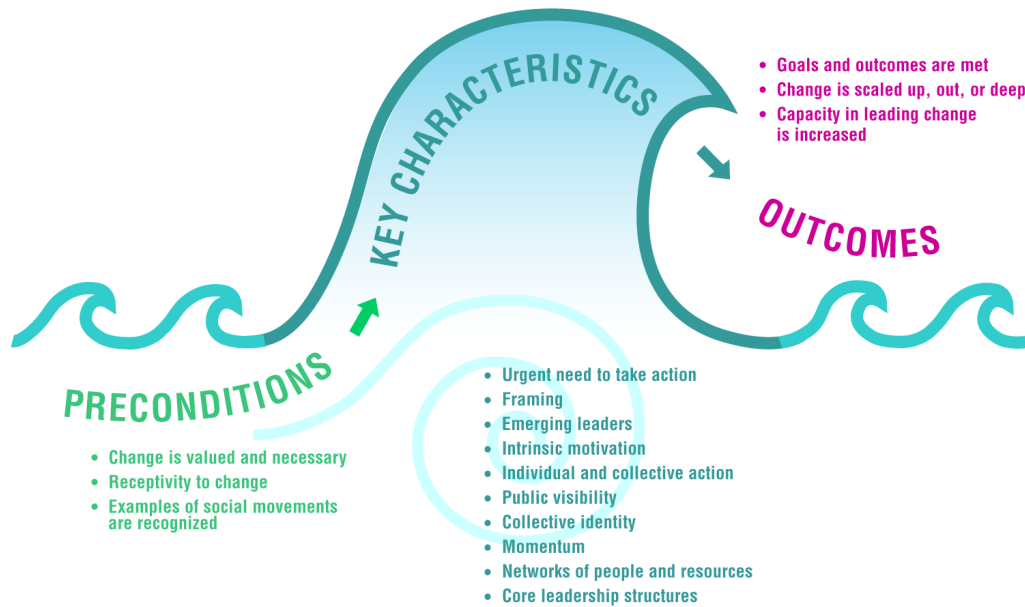 PRECONDITIONS
• Change is valued and necessary
• Receptivity to change
• Examples of social movements
are recognized
KEY CHARACTERISTICS
• Urgent need to take action
• Framing
• Emerging leaders
• Intrinsic motivation
• Individual and collective action
• Public visibility
• Collective identity
• Momentum
• Networks of people and resources
• Core leadership structures
OUTCOMES
• Goals and outcomes are met
• Change is scaled up, out, or deep
• Capacity in leading change
is increased